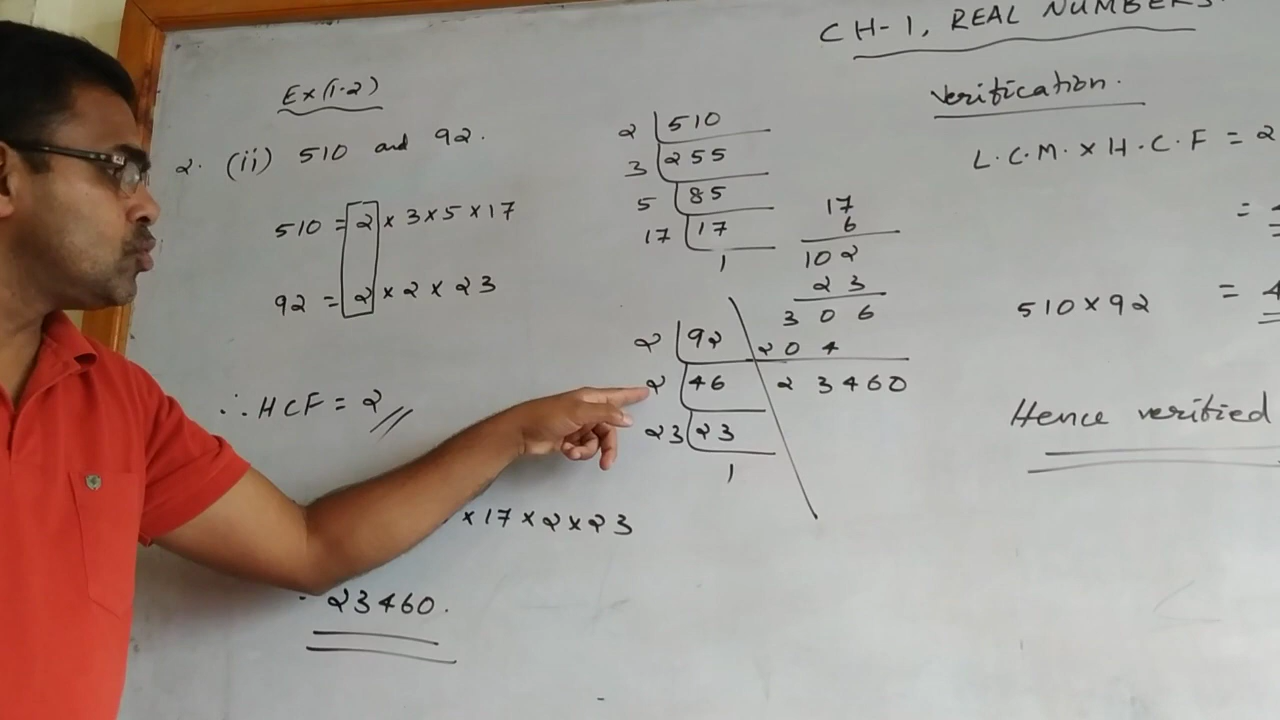 CH-1, REAL NUMBERS.
Ex (1.2)
2. (ii) 510 and 92.
510 = 2 × 3 × 5 × 17
92 = 2 × 2 × 23
∴ HCF = 2
× 17 × 2 × 23
23460.
2 510
3 255
5 85
17 17
1
2 92
2 46
23 23
1
17
6
102
23
306
204
23460
Verification.
L.C.M. × H.C.F = 2
=
510 × 92 = 4
Hence verified